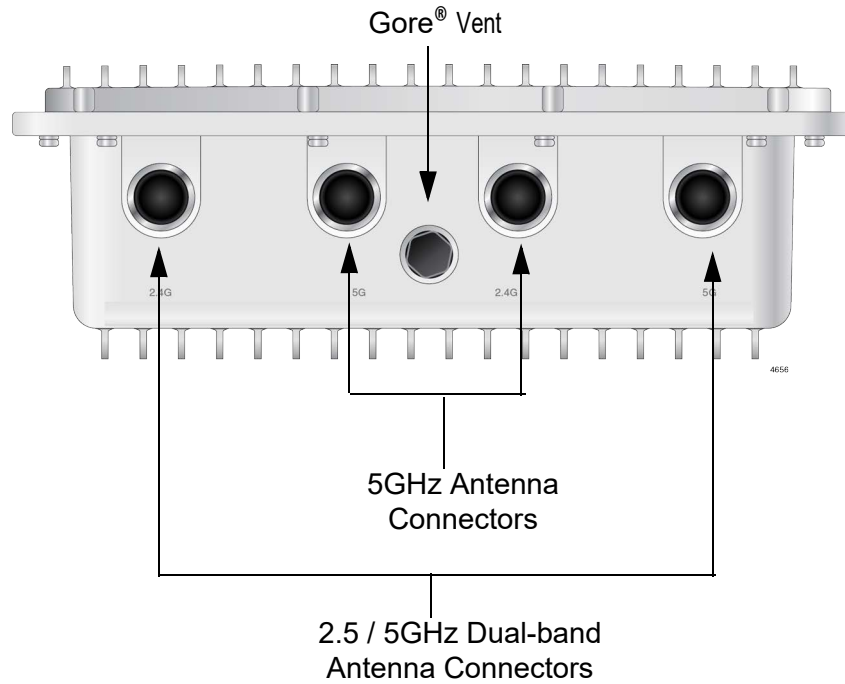 Gore® Vent
2.4G
5G
2.4G
5G
4656
5GHz Antenna
Connectors
2.5 / 5GHz Dual-band
Antenna Connectors